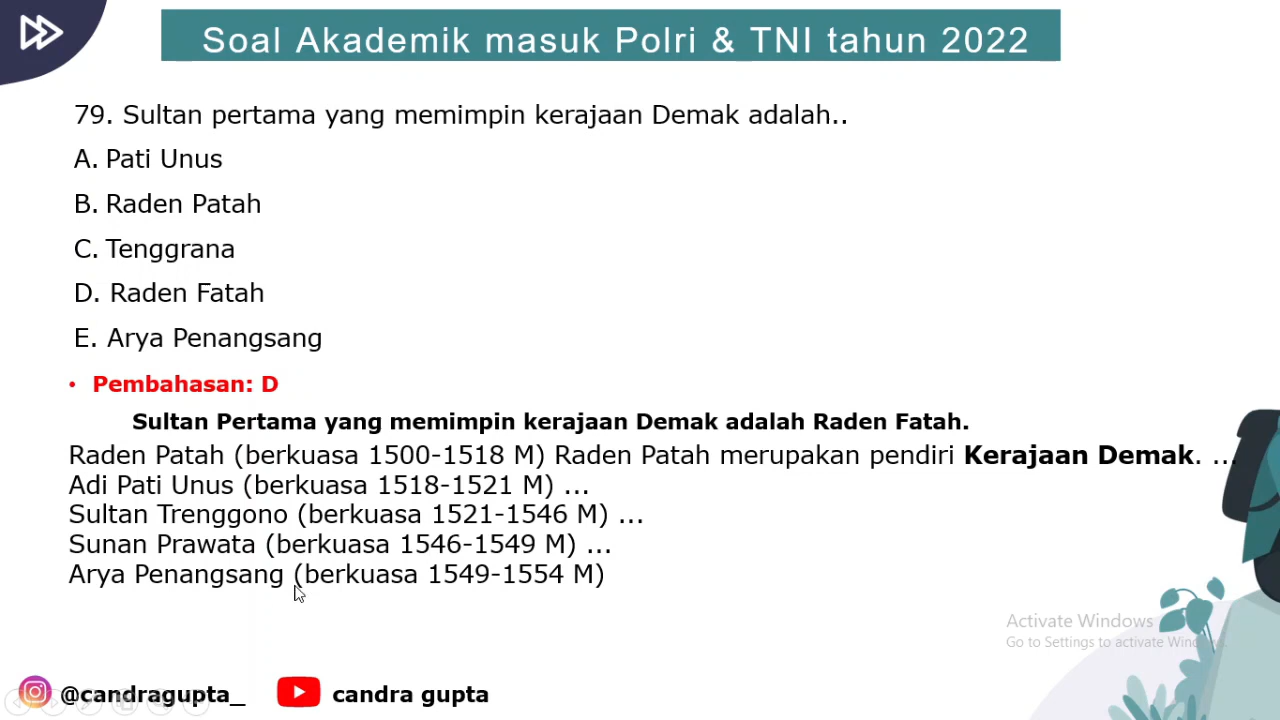 Soal Akademik masuk Polri & TNI tahun 2022
79. Sultan pertama yang memimpin kerajaan Demak adalah..
A. Pati Unus
B. Raden Patah
C. Tenggrana
D. Raden Fatah
E. Arya Penangsang
• Pembahasan: D
Sultan Pertama yang memimpin kerajaan Demak adalah Raden Fatah.
Raden Patah (berkuasa 1500-1518 M) Raden Patah merupakan pendiri Kerajaan Demak. ...
Adi Pati Unus (berkuasa 1518-1521 M) ...
Sultan Trenggono (berkuasa 1521-1546 M) ...
Sunan Prawata (berkuasa 1546-1549 M) ...
Arya Penangsang (berkuasa 1549-1554 M)
Activate Windows
Go to Settings to activate Windows.
@candragupta_
candra gupta